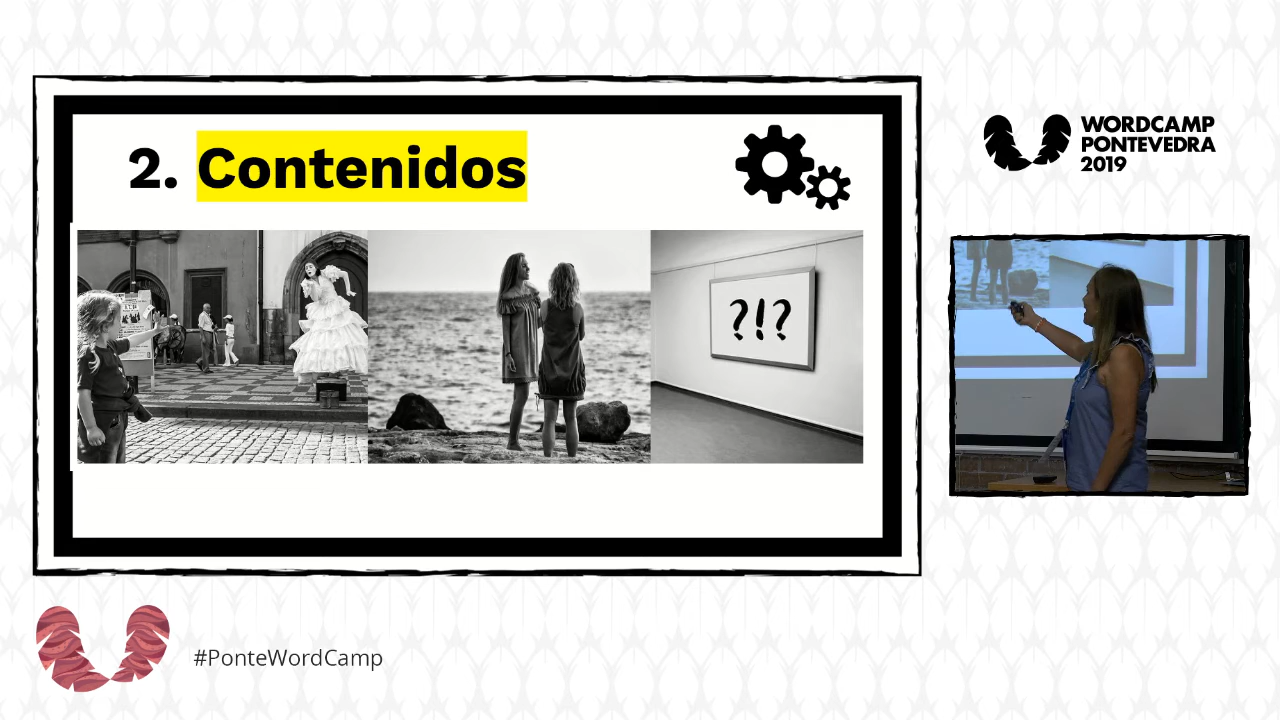 2. Contenidos
?!?
WORDCAMP
PONTEVEDRA
2019
#PonteWordCamp